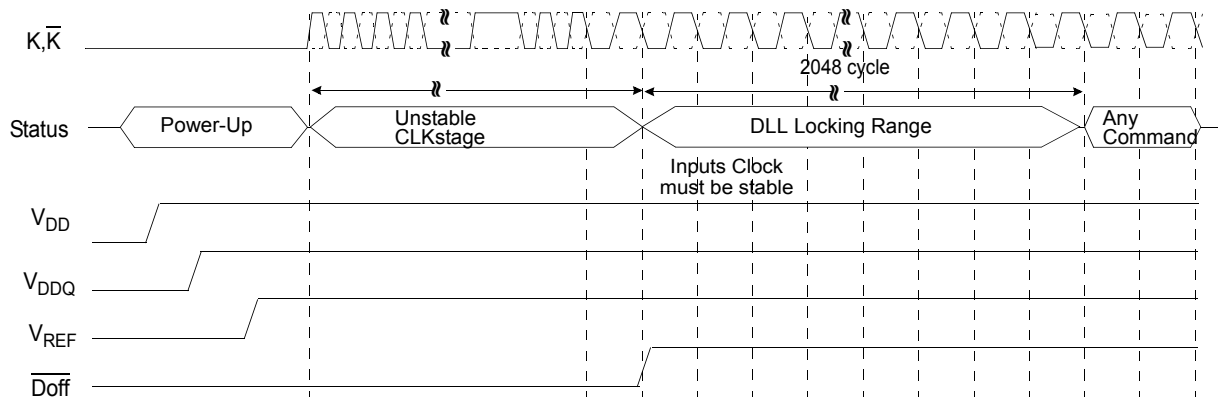 K,K̅
2048 cycle
Status
Power-Up
Unstable
CLKstage
DLL Locking Range
Any
Command
Inputs Clock
must be stable
VDD
VDDQ
VREF
D̅o̅f̅f̅